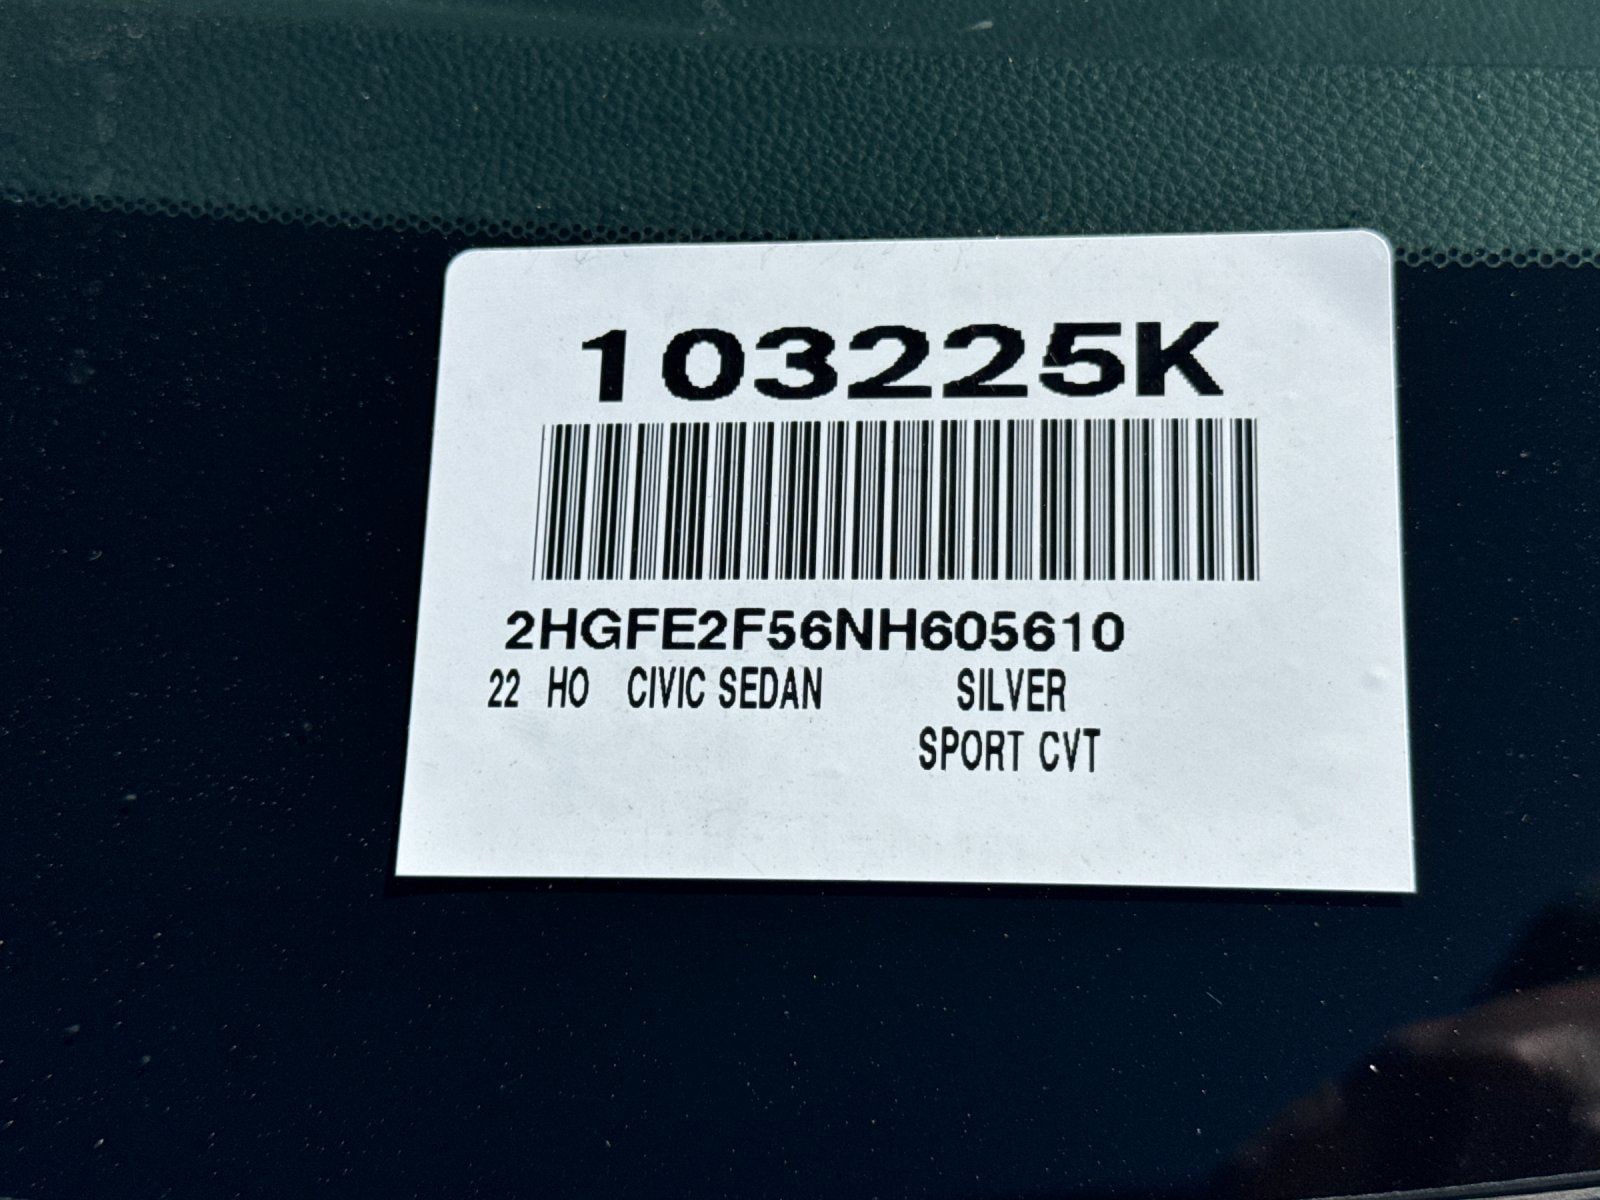 103225K
2HGFE2F56NH605610
22 HO CIVIC SEDAN SILVER
SPORT CVT